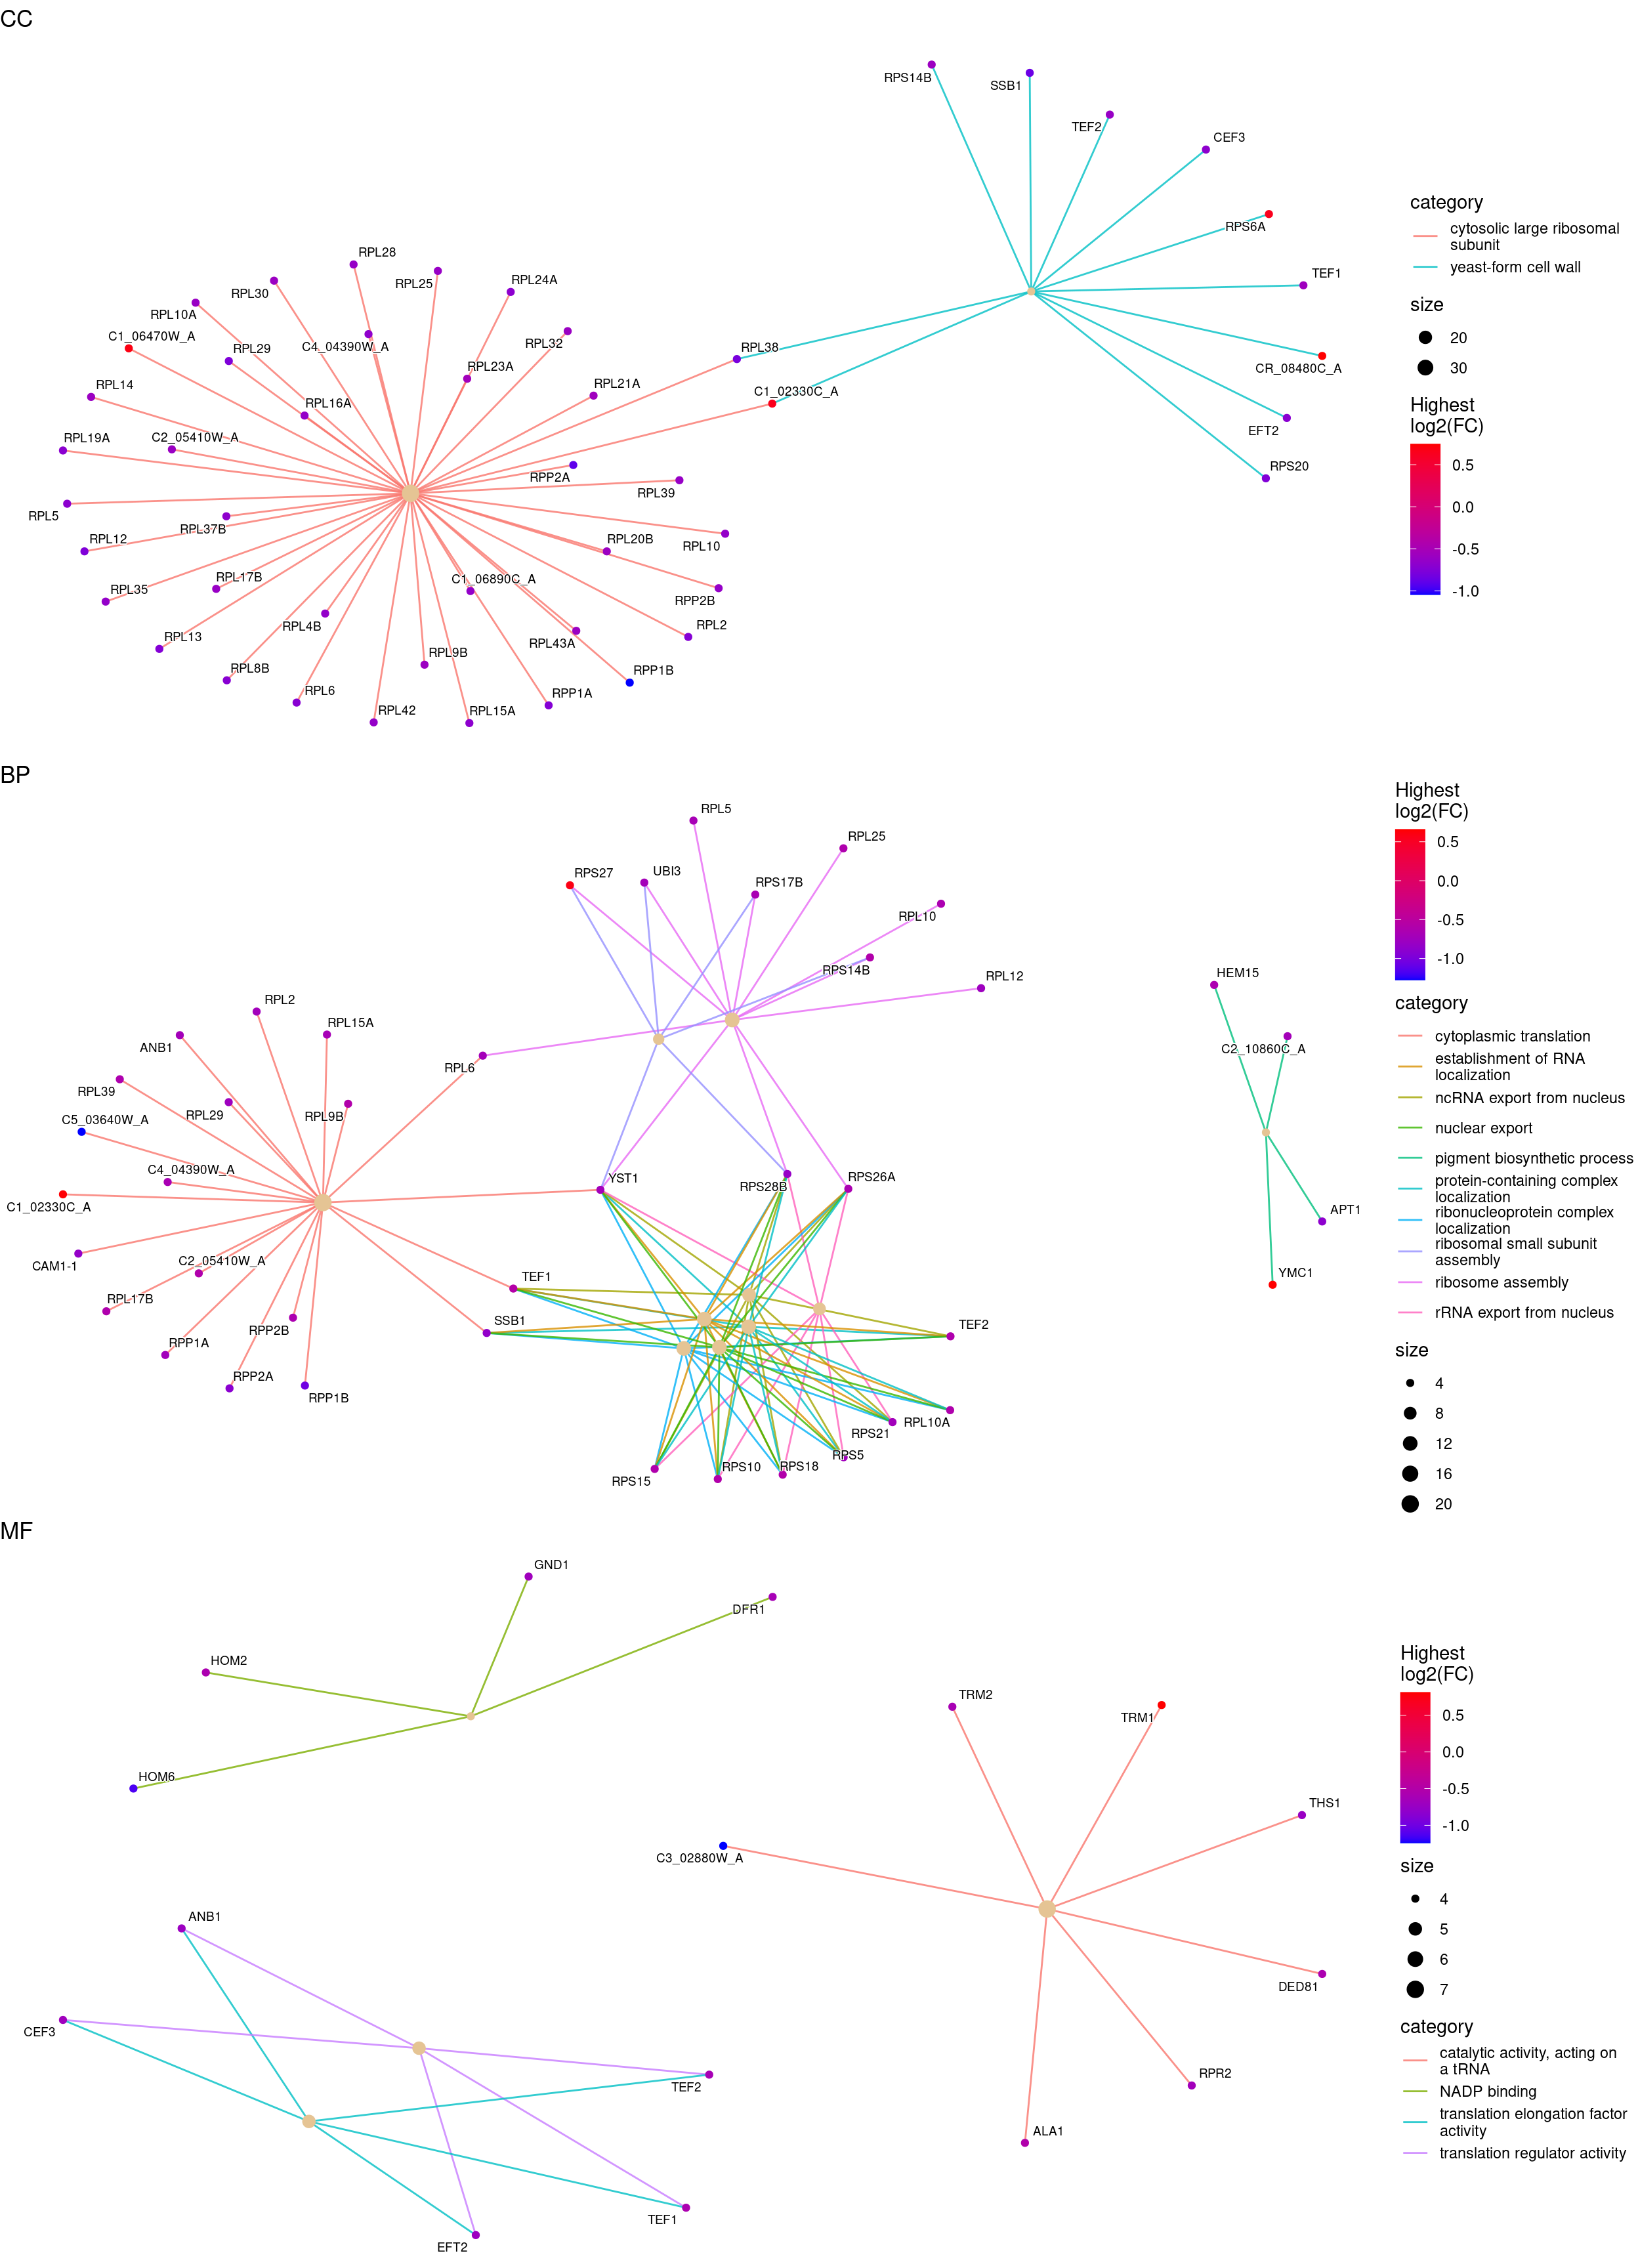 CC
RPS14B
SSB1
TEF2
CEF3
RPS6A
TEF1
CR_08480C_A
EFT2
RPS20
RPL28
RPL25
RPL24A
RPL30
RPL10A
C1_06470W_A
C4_04390W_A
RPL32
RPL29
RPL23A
RPL38
RPL14
RPL16A
RPL21A
C1_02330C_A
RPL19A
C2_05410W_A
RPP2A
RPL39
RPL5
RPL37B
RPL12
RPL20B
RPL10
RPL35
RPL17B
C1_06890C_A
RPP2B
RPL4B
RPL13
RPL43A
RPL2
RPL8B
RPL9B
RPP1B
RPL6
RPP1A
RPL42
RPL15A
category
cytosolic large ribosomal
subunit
yeast-form cell wall
size
20
30
Highest
log2(FC)
0.5
0.0
-0.5
-1.0
BP
RPL5
RPL25
RPS27
UBI3
RPS17B
RPL10
RPS14B
RPL12
HEM15
C2_10860C_A
APT1
YMC1
RPL2
RPL15A
ANB1
RPL6
RPL39
RPL29
RPL9B
C5_03640W_A
C4_04390W_A
YST1
RPS28B
RPS26A
C1_02330C_A
CAM1-1
C2_05410W_A
TEF1
RPL17B
SSB1
TEF2
RPP2B
RPP1A
RPP2A
RPP1B
RPL10A
RPS21
RPS5
RPS18
RPS10
RPS15
Highest
log2(FC)
0.5
0.0
-0.5
-1.0
category
cytoplasmic translation
establishment of RNA
localization
ncRNA export from nucleus
nuclear export
pigment biosynthetic process
protein-containing complex
localization
ribonucleoprotein complex
localization
ribosomal small subunit
assembly
ribosome assembly
rRNA export from nucleus
size
4
8
12
16
20
MF
GND1
DFR1
HOM2
HOM6
TRM2
TRM1
THS1
C3_02880W_A
DED81
RPR2
ALA1
ANB1
CEF3
TEF2
TEF1
EFT2
Highest
log2(FC)
0.5
0.0
-0.5
-1.0
size
4
5
6
7
category
catalytic activity, acting on
a tRNA
NADP binding
translation elongation factor
activity
translation regulator activity